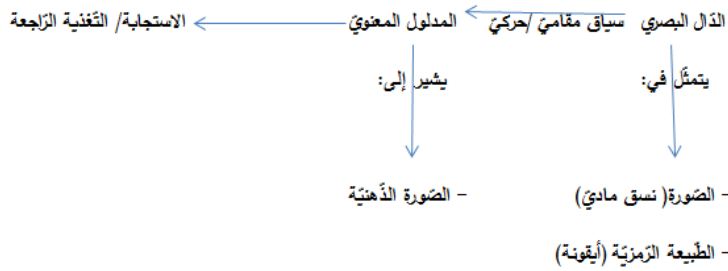 الدّال البصري سياق مقاميّ /حركيّ المدلول المعنويّ الاستجابة/ التّغذية الرّاجعة
يتمثّل في: يشير إلى:
- الصّورة( نسق ماديّ) - الصّورة الذّهنيّة
- الطّبيعة الرّمزيّة (أيقونة)